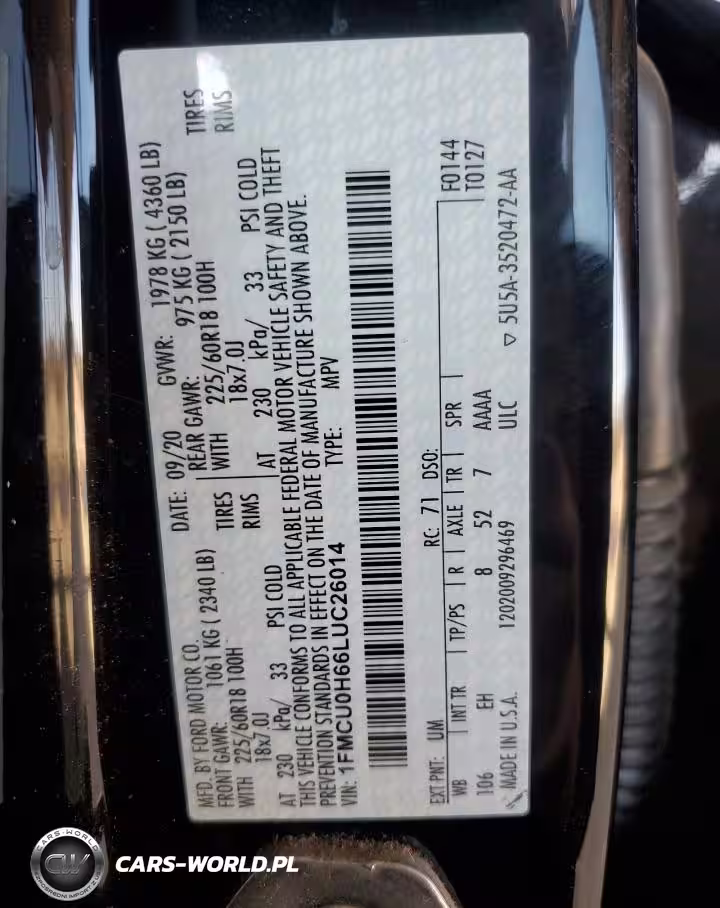 MFD. BY FORD MOTOR CO.
DATE: 09/20 GVWR: 1978 KG ( 4360 LB)
FRONT GAWR: 1061 KG ( 2340 LB)
REAR GAWR: 975 KG ( 2150 LB)
WITH 225/60R18 100H TIRES
WITH 225/60R18 100H TIRES
18x7.0J RIMS
18x7.0J RIMS
AT 230 kPa/ 33 PSI COLD
AT 230 kPa/ 33 PSI COLD
THIS VEHICLE CONFORMS TO ALL APPLICABLE FEDERAL MOTOR VEHICLE SAFETY AND THEFT
PREVENTION STANDARDS IN EFFECT ON THE DATE OF MANUFACTURE SHOWN ABOVE.
VIN: 1FMCU0H66LUC26014 TYPE: MPV
EXT PNT: UM RC: 71 DSO: F0144
T0127
WB INT TR TP/PS R AXLE TR SPR
106 EH 8 52 7 AAAA
MADE IN U.S.A. 1202009296469 ULC ▽ 5U5A-3520472-AA
CARS-WORLD
CW
CARS-WORLD.PL